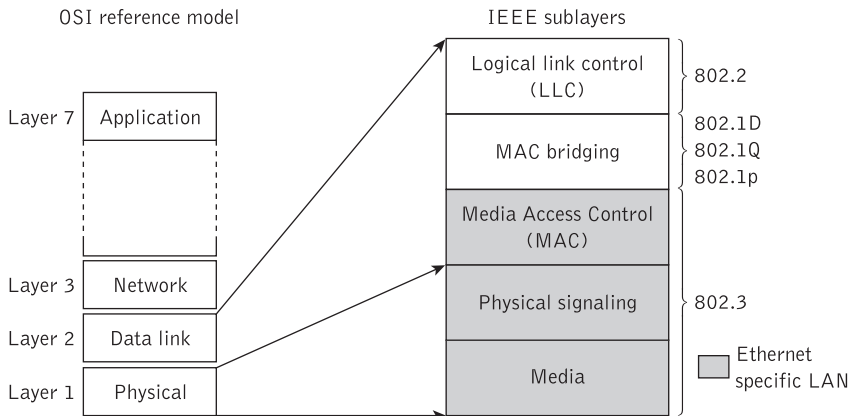 OSI reference model
IEEE sublayers
Logical link control
(LLC)
802.2
Layer 7
Application
802.1D
MAC bridging
802.1Q
802.1p
Media Access Control
(MAC)
Layer 3
Network
Physical signaling
802.3
Layer 2
Data link
Ethernet
specific LAN
Media
Layer 1
Physical